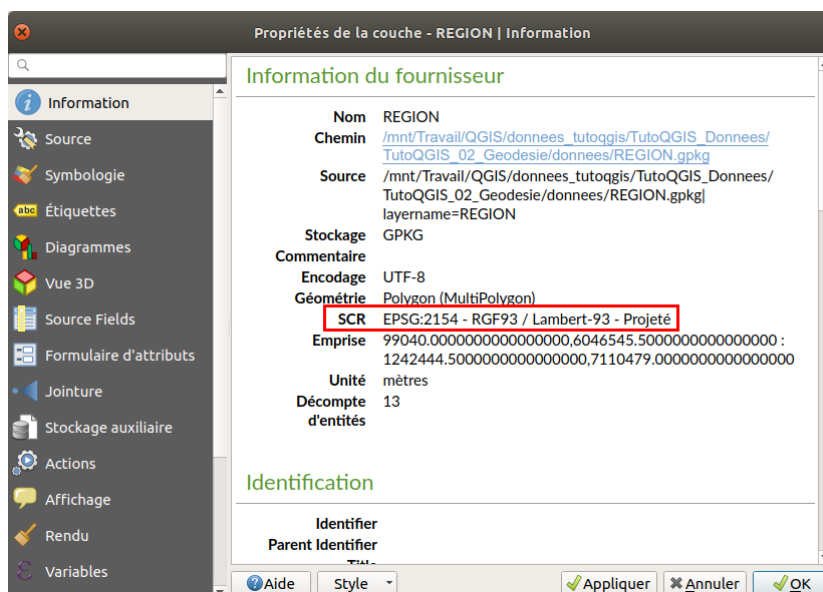 Propriétés de la couche - REGION | Information
Information
Source
Symbologie
abc Étiquettes
Diagrammes
Vue 3D
Source Fields
Formulaire d'attributs
Jointure
Stockage auxiliaire
Actions
Affichage
Rendu
Variables
Information du fournisseur
Nom REGION
Chemin /mnt/Travail/QGIS/donnees_tutoqgis/TutoQGIS_Donnees/
TutoQGIS_02_Geodesie/donnees/REGION.gpkg
Source /mnt/Travail/QGIS/donnees_tutoqgis/TutoQGIS_Donnees/
TutoQGIS_02_Geodesie/donnees/REGION.gpkg|
layername=REGION
Stockage GPKG
Commentaire
Encodage UTF-8
Géométrie Polygon (MultiPolygon)
SCR EPSG:2154 - RGF93 / Lambert-93 - Projeté
Emprise 99040.0000000000000000,6046545.5000000000000000 :
1242444.5000000000000000,7110479.0000000000000000
Unité mètres
Décompte 13
d'entités
Identification
Identifier
Parent Identifier
Title
Aide Style Appliquer Annuler OK